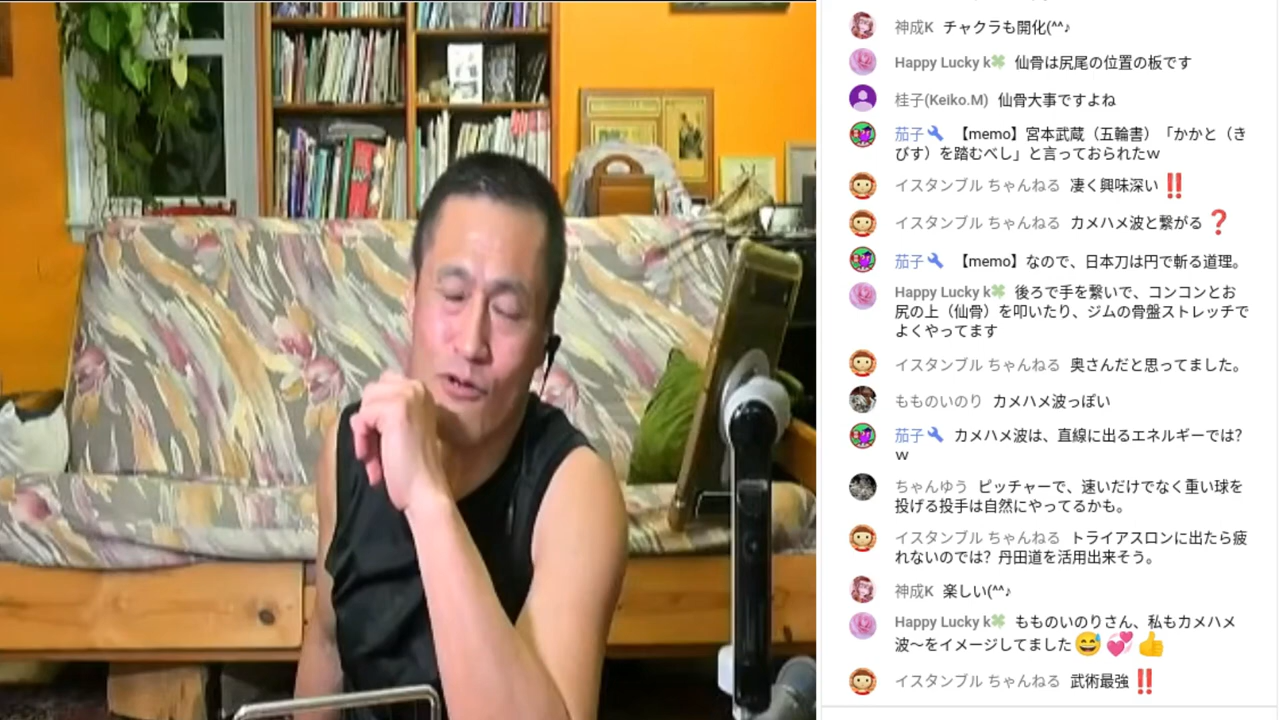 神成K チャクラも開化(^^♪
Happy Lucky k🍀 仙骨は尻尾の位置の板です
桂子(Keiko.M) 仙骨大事ですよね
茄子🔧 【memo】宮本武蔵（五輪書）「かかと（き
びす）を踏むべし」と言っておられたw
イスタンブル ちゃんねる 凄く興味深い‼️
イスタンブル ちゃんねる カメハメ波と繋がる❓
茄子🔧 【memo】なので、日本刀は円で斬る道理。
Happy Lucky k🍀 後ろで手を繋いで、コンコンとお
尻の上（仙骨）を叩いたり、ジムの骨盤ストレッチで
よくやってます
イスタンブル ちゃんねる 奥さんだと思ってました。
もものいのり カメハメ波っぽい
茄子🔧 カメハメ波は、直線に出るエネルギーでは?
w
ちゃんゆう ピッチャーで、速いだけでなく重い球を
投げる投手は自然にやってるかも。
イスタンブル ちゃんねる トライアスロンに出たら疲
れないのでは? 丹田道を活用出来そう。
神成K 楽しい(^^♪
Happy Lucky k🍀 もものいのりさん、私もカメハメ
波〜をイメージしてました😅💞👍
イスタンブル ちゃんねる 武術最強‼️